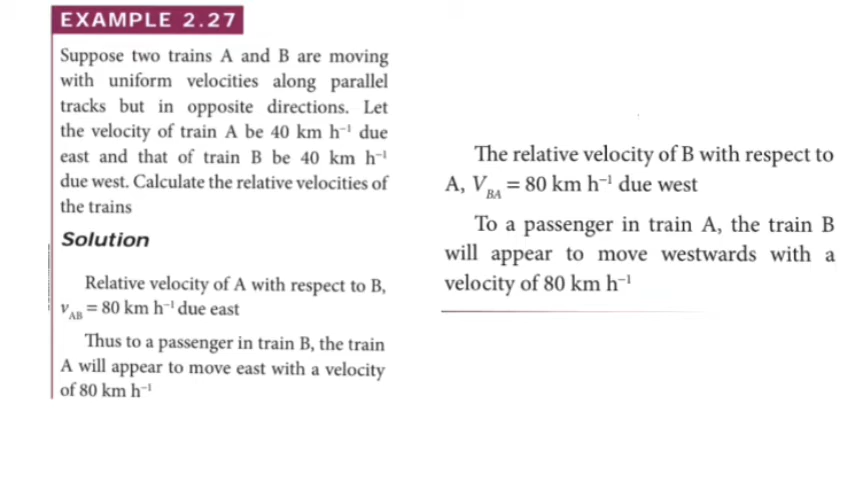 EXAMPLE 2.27
Suppose two trains A and B are moving
with uniform velocities along parallel
tracks but in opposite directions. Let
the velocity of train A be 40 km h⁻¹ due
east and that of train B be 40 km h⁻¹
due west. Calculate the relative velocities of
the trains
Solution
Relative velocity of A with respect to B,
v_AB = 80 km h⁻¹ due east
Thus to a passenger in train B, the train
A will appear to move east with a velocity
of 80 km h⁻¹
The relative velocity of B with respect to
A, V_BA = 80 km h⁻¹ due west
To a passenger in train A, the train B
will appear to move westwards with a
velocity of 80 km h⁻¹